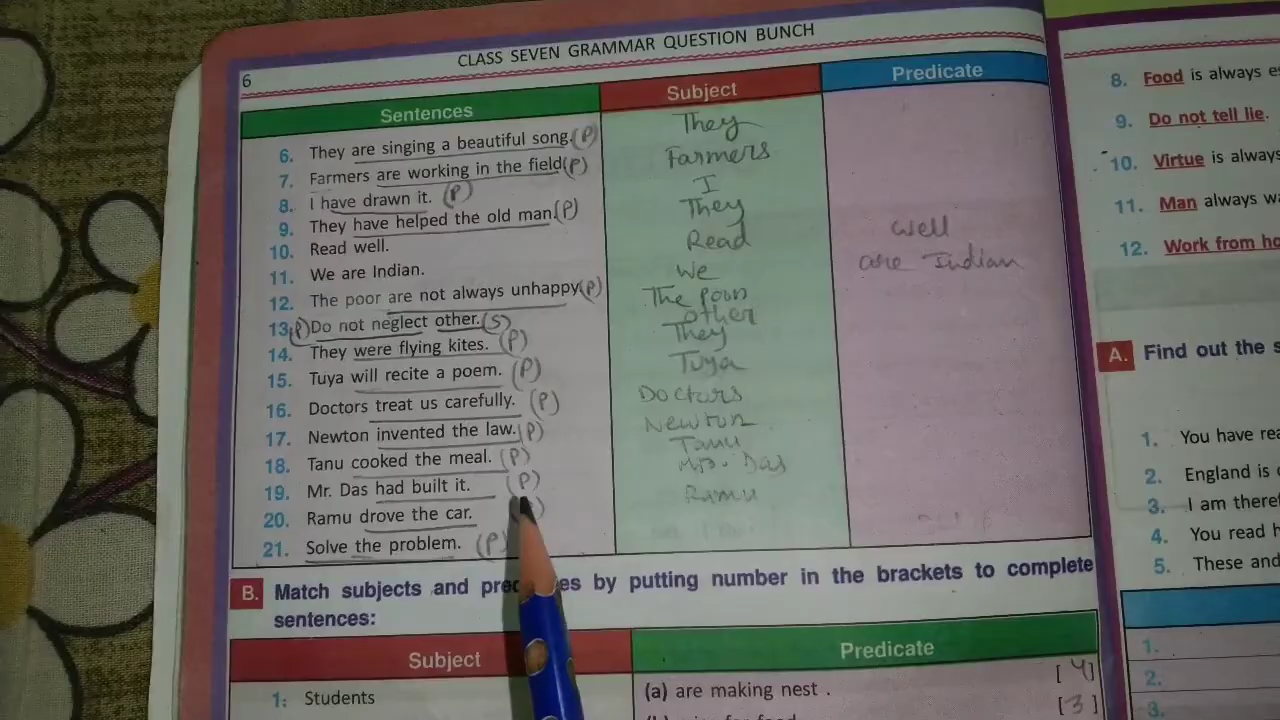 6
CLASS SEVEN GRAMMAR QUESTION BUNCH
Sentences Subject Predicate
6. They are singing a beautiful song. (P) They
7. Farmers are working in the field (P) Farmers
8. I have drawn it. (P) I
9. They have helped the old man. (P) They
10. Read well. Read well
11. We are Indian. We are Indian
12. The poor are not always unhappy (P) The poor
13. (P) Do not neglect other. (S) other
14. They were flying kites. (P) They
15. Tuya will recite a poem. (P) Tuya
16. Doctors treat us carefully. (P) Doctors
17. Newton invented the law. (P) Newton
18. Tanu cooked the meal. (P) Tanu
19. Mr. Das had built it. (P) Mr. Das
20. Ramu drove the car. Ramu
21. Solve the problem. (P)
B. Match subjects and by putting number in the brackets to complete
sentences:
Subject Predicate
1: Students (a) are making nest . [4]
[3]
8. Food is always
9. Do not tell lie.
10. Virtue is always
11. Man always
12. Work from
A. Find out the
1. You have
2. England is
3. I am
4. You read
5. These and
1.
2.
3.